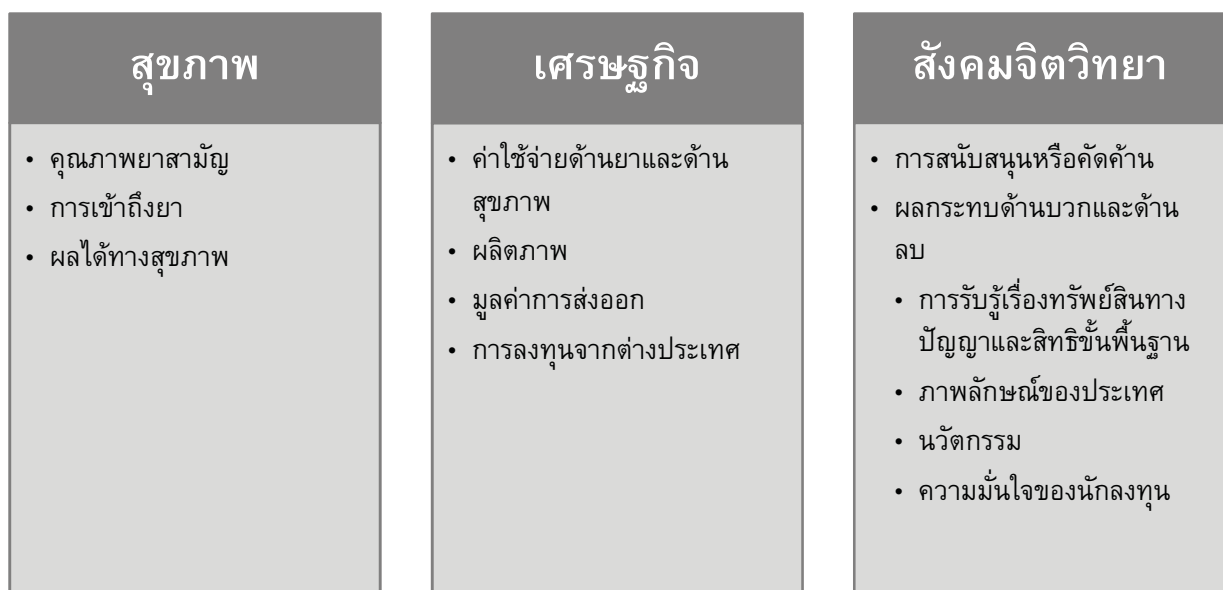 สุขภาพ
• คุณภาพยาสามัญ
• การเข้าถึงยา
• ผลได้ทางสุขภาพ
เศรษฐกิจ
• ค่าใช้จ่ายด้านยาและด้าน
สุขภาพ
• ผลิตภาพ
• มูลค่าการส่งออก
• การลงทุนจากต่างประเทศ
สังคมจิตวิทยา
• การสนับสนุนหรือคัดค้าน
• ผลกระทบด้านบวกและด้าน
ลบ
• การรับรู้เรื่องทรัพย์สินทาง
ปัญญาและสิทธิขั้นพื้นฐาน
• ภาพลักษณ์ของประเทศ
• นวัตกรรม
• ความมั่นใจของนักลงทุน